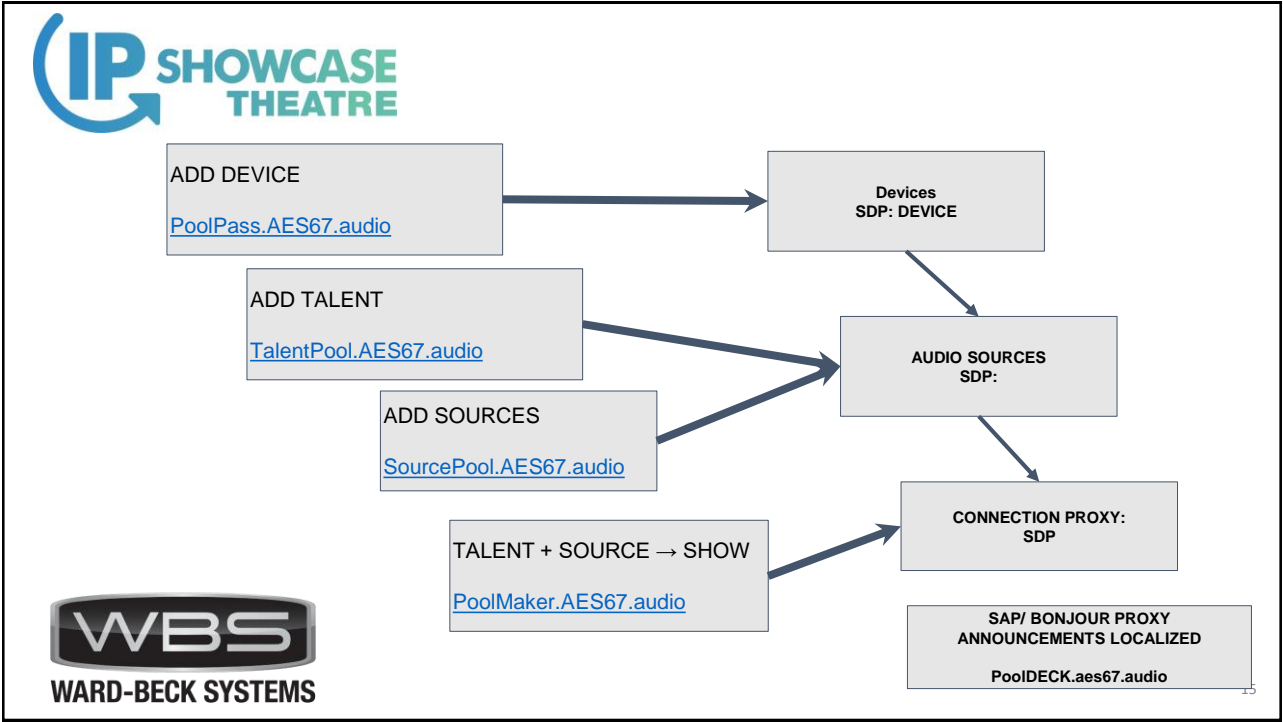 IP SHOWCASE
THEATRE
ADD DEVICE
PoolPass.AES67.audio
Devices
SDP: DEVICE
ADD TALENT
TalentPool.AES67.audio
AUDIO SOURCES
SDP:
ADD SOURCES
SourcePool.AES67.audio
CONNECTION PROXY:
SDP
TALENT + SOURCE → SHOW
PoolMaker.AES67.audio
WBS
WARD-BECK SYSTEMS
SAP/ BONJOUR PROXY
ANNOUNCEMENTS LOCALIZED
PoolDECK.aes67.audio
15